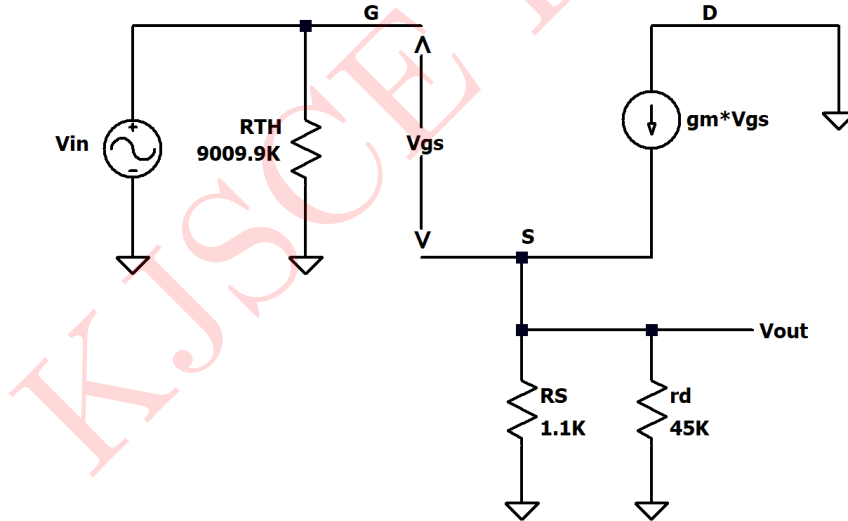 G
D
Vin
RTH
9009.9K
Vgs
gm*Vgs
S
Vout
RS
1.1K
rd
45K
KJSCE